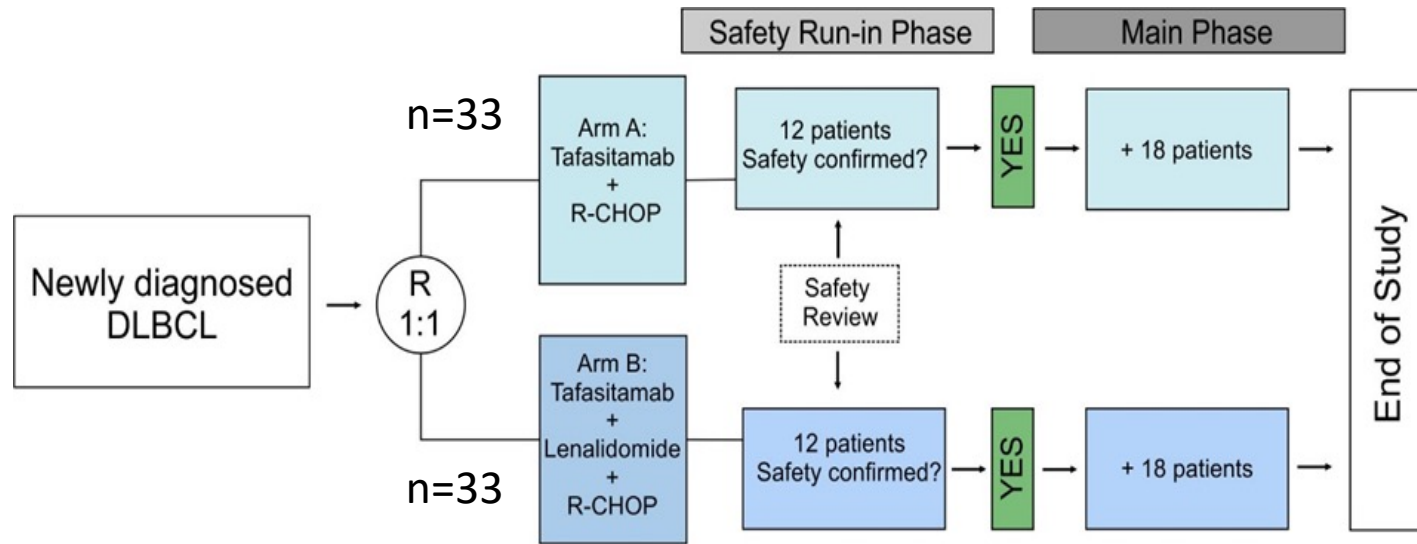 Safety Run-in Phase
Main Phase
n=33
Arm A:
Tafasitamab
+
R-CHOP
12 patients
Safety confirmed?
YES
+ 18 patients
Newly diagnosed
DLBCL
R
1:1
Safety
Review
End of Study
Arm B:
Tafasitamab
+
Lenalidomide
+
R-CHOP
n=33
12 patients
Safety confirmed?
YES
+ 18 patients